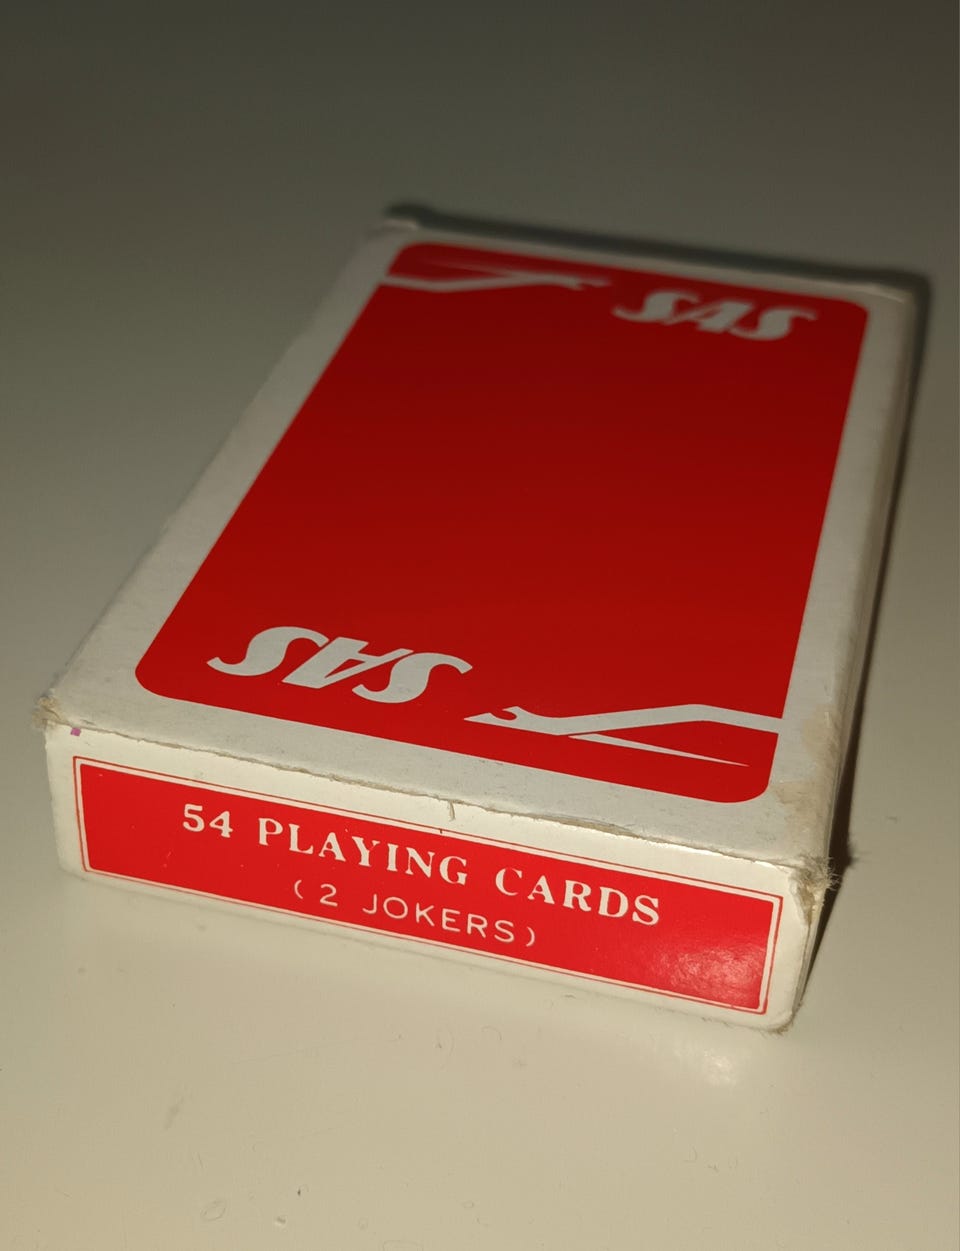 SAS
SAS
54 PLAYING CARDS
(2 JOKERS)